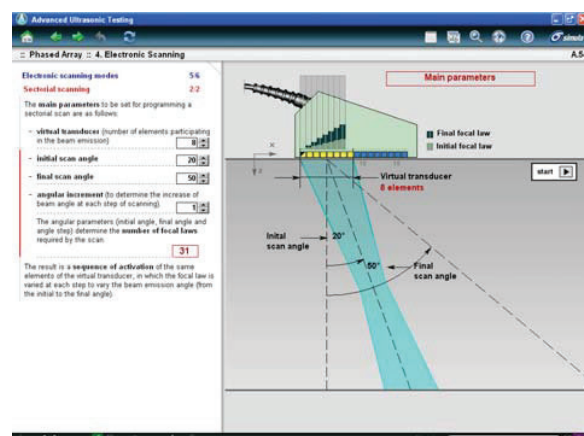 Advanced Ultrasonic Testing
:: Phased Array :: 4. Electronic Scanning
A.5
Electronic scanning modes 5/6
Sectorial scanning 2/2
The main parameters to be set for programming a
sectorial scan are as follows:
- virtual transducer (number of elements participating
in the beam emission)
8
- initial scan angle
20
- final scan angle
50
- angular increment (to determine the increase of
beam angle at each step of scanning).
1
The angular parameters (initial angle, final angle and
angle step) determine the number of focal laws
required by the scan.
31
The result is a sequence of activation of the same
elements of the virtual transducer, in which the focal law is
varied at each step to vary the beam emission angle (from
the initial to the final angle).
Main parameters
Final focal law
Initial focal law
x
z
start
Virtual transducer
8 elements
Inital
scan angle
20°
50°
Final
scan angle